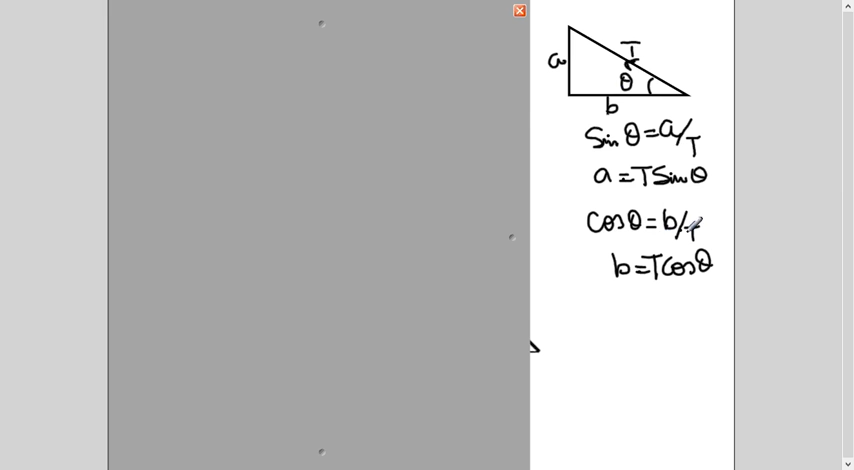 T
a
θ
b
Sin θ = a/T
a = T Sin θ
Cos θ = b/T
b = T Cos θ